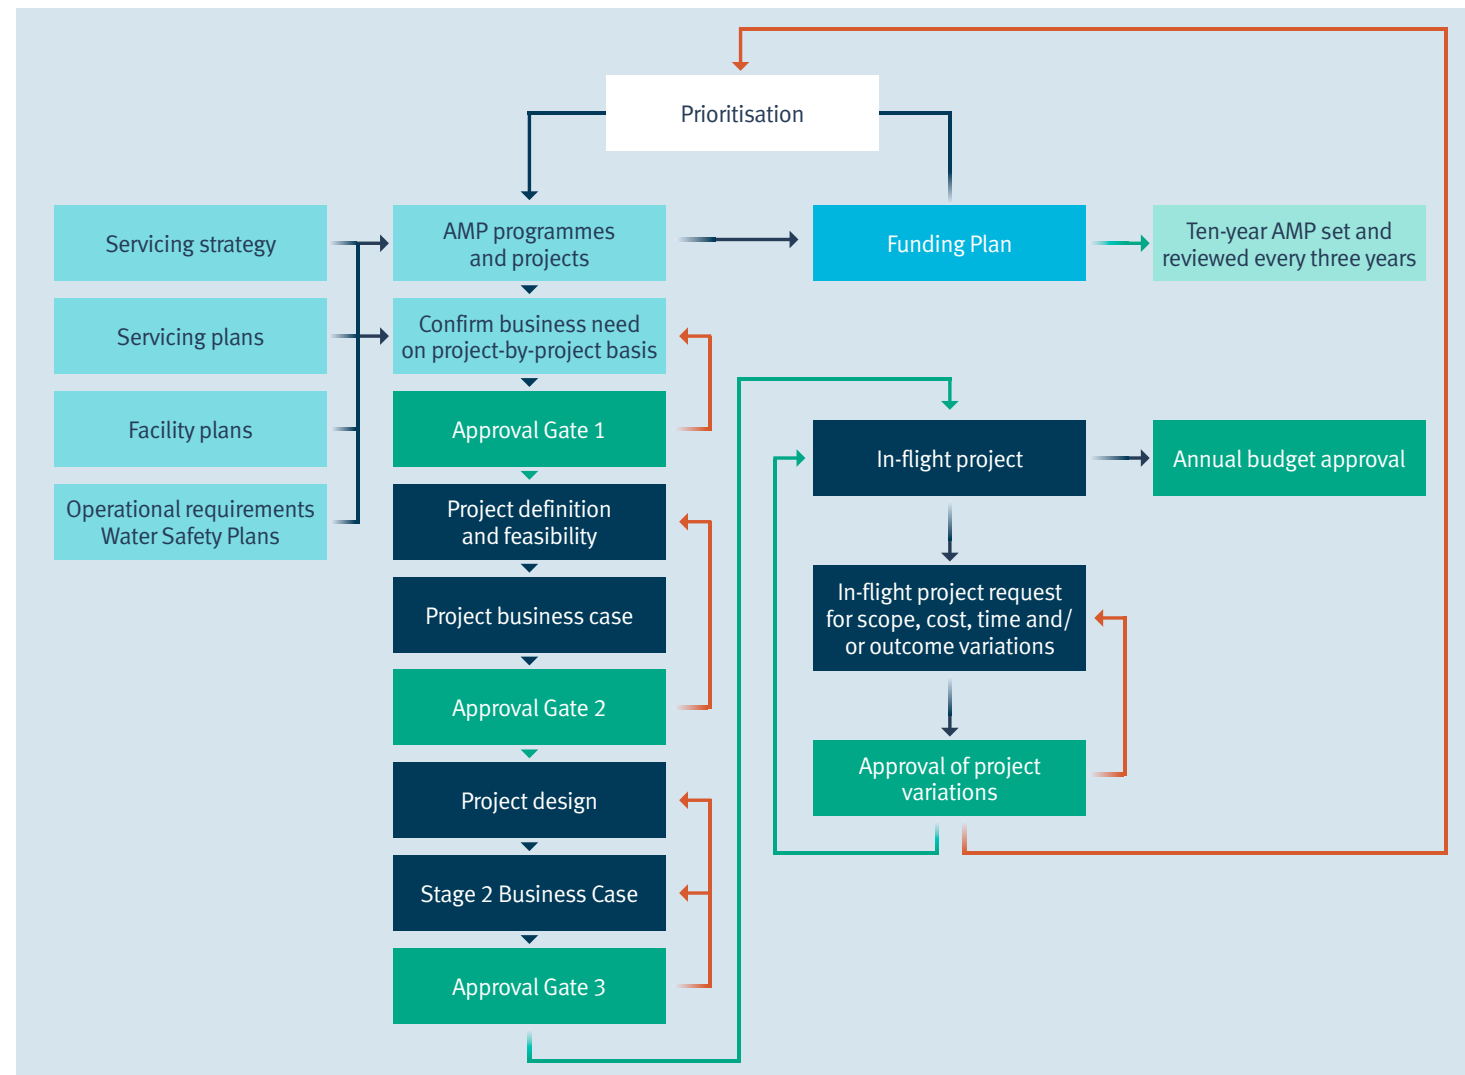 Prioritisation
Servicing strategy
AMP programmes
and projects
Funding Plan
Ten-year AMP set and
reviewed every three years
Servicing plans
Confirm business need
on project-by-project basis
Facility plans
Approval Gate 1
In-flight project
Annual budget approval
Operational requirements
Water Safety Plans
Project definition
and feasibility
Project business case
In-flight project request
for scope, cost, time and/
or outcome variations
Approval Gate 2
Approval of project
variations
Project design
Stage 2 Business Case
Approval Gate 3